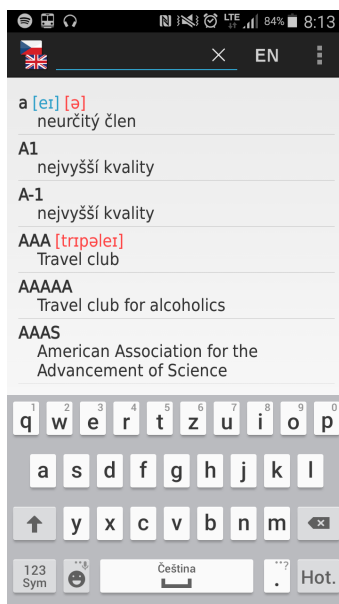 LTE 84% 8:13
EN
a [eɪ] [ə]
neurčitý člen
A1
nejvyšší kvality
A-1
nejvyšší kvality
AAA [trɪpəleɪ]
Travel club
AAAAA
Travel club for alcoholics
AAAS
American Association for the
Advancement of Science
1 2 3 4 5 6 7 8 9 0
q w e r t z u i o p
a s d f g h j k l
y x c v b n m
123 Čeština ..?
Sym . Hot.